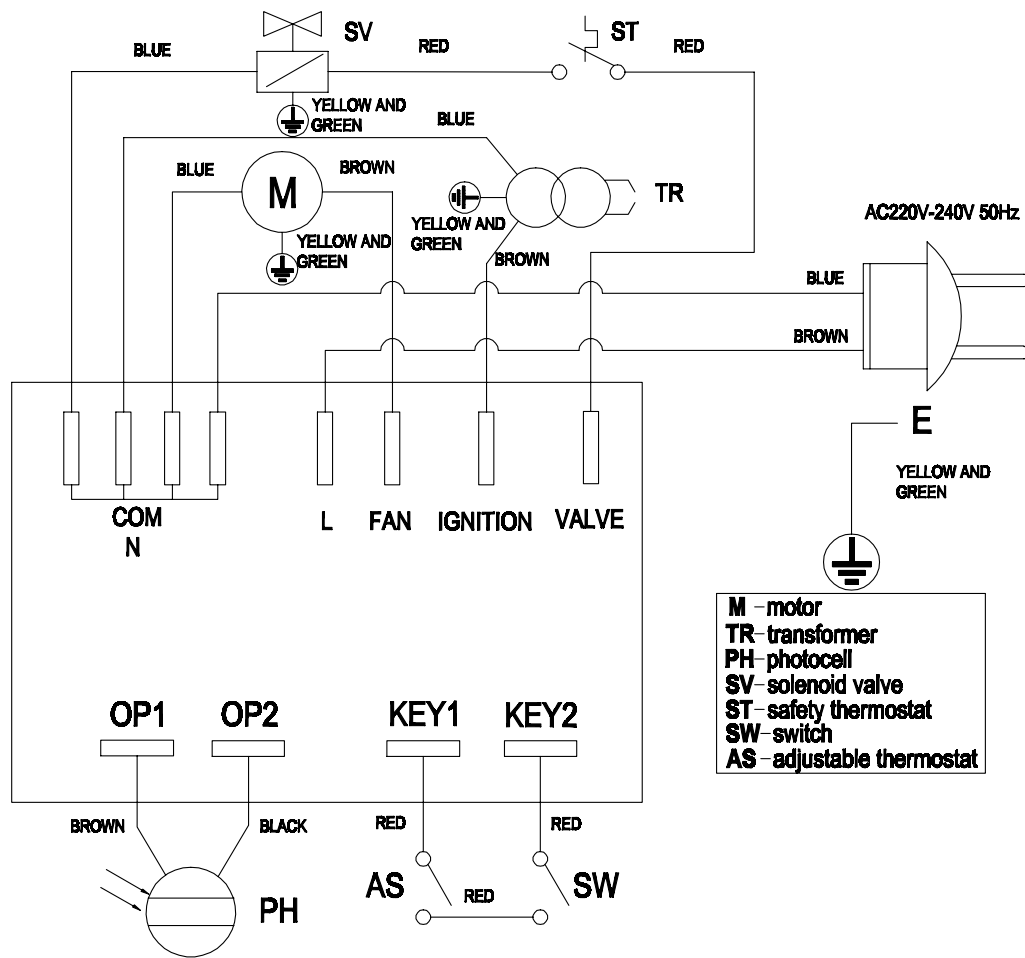 SV
ST
BLUE
RED
RED
YELLOW AND
GREEN
BLUE
BLUE
M
BROWN
TR
YELLOW AND
GREEN
YELLOW AND
GREEN
BROWN
AC220V-240V 50Hz
BLUE
BROWN
E
YELLOW AND
GREEN
COM
N
L
FAN
IGNITION
VALVE
M-motor
TR-transformer
PH-photocell
SV-solenoid valve
ST-safety thermostat
SW-switch
AS-adjustable thermostat
OP1
OP2
KEY1
KEY2
BROWN
BLACK
RED
RED
PH
AS
RED
SW